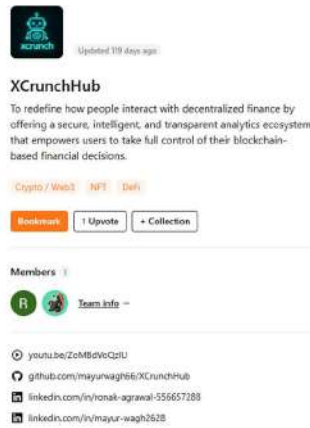 xcrunch
Updated 119 days ago
XCrunchHub
To redefine how people interact with decentralized finance by
offering a secure, intelligent, and transparent analytics ecosystem
that empowers users to take full control of their blockchain-
based financial decisions.
Crypto / Web3 NFT DeFi
Bookmark 1 Upvote + Collection
Members
R Team info
github.com/mayurwagh66/XCrunchHub
linkedin.com/in/ronak-agrawal-556657288
linkedin.com/in/mayur-wagh2628